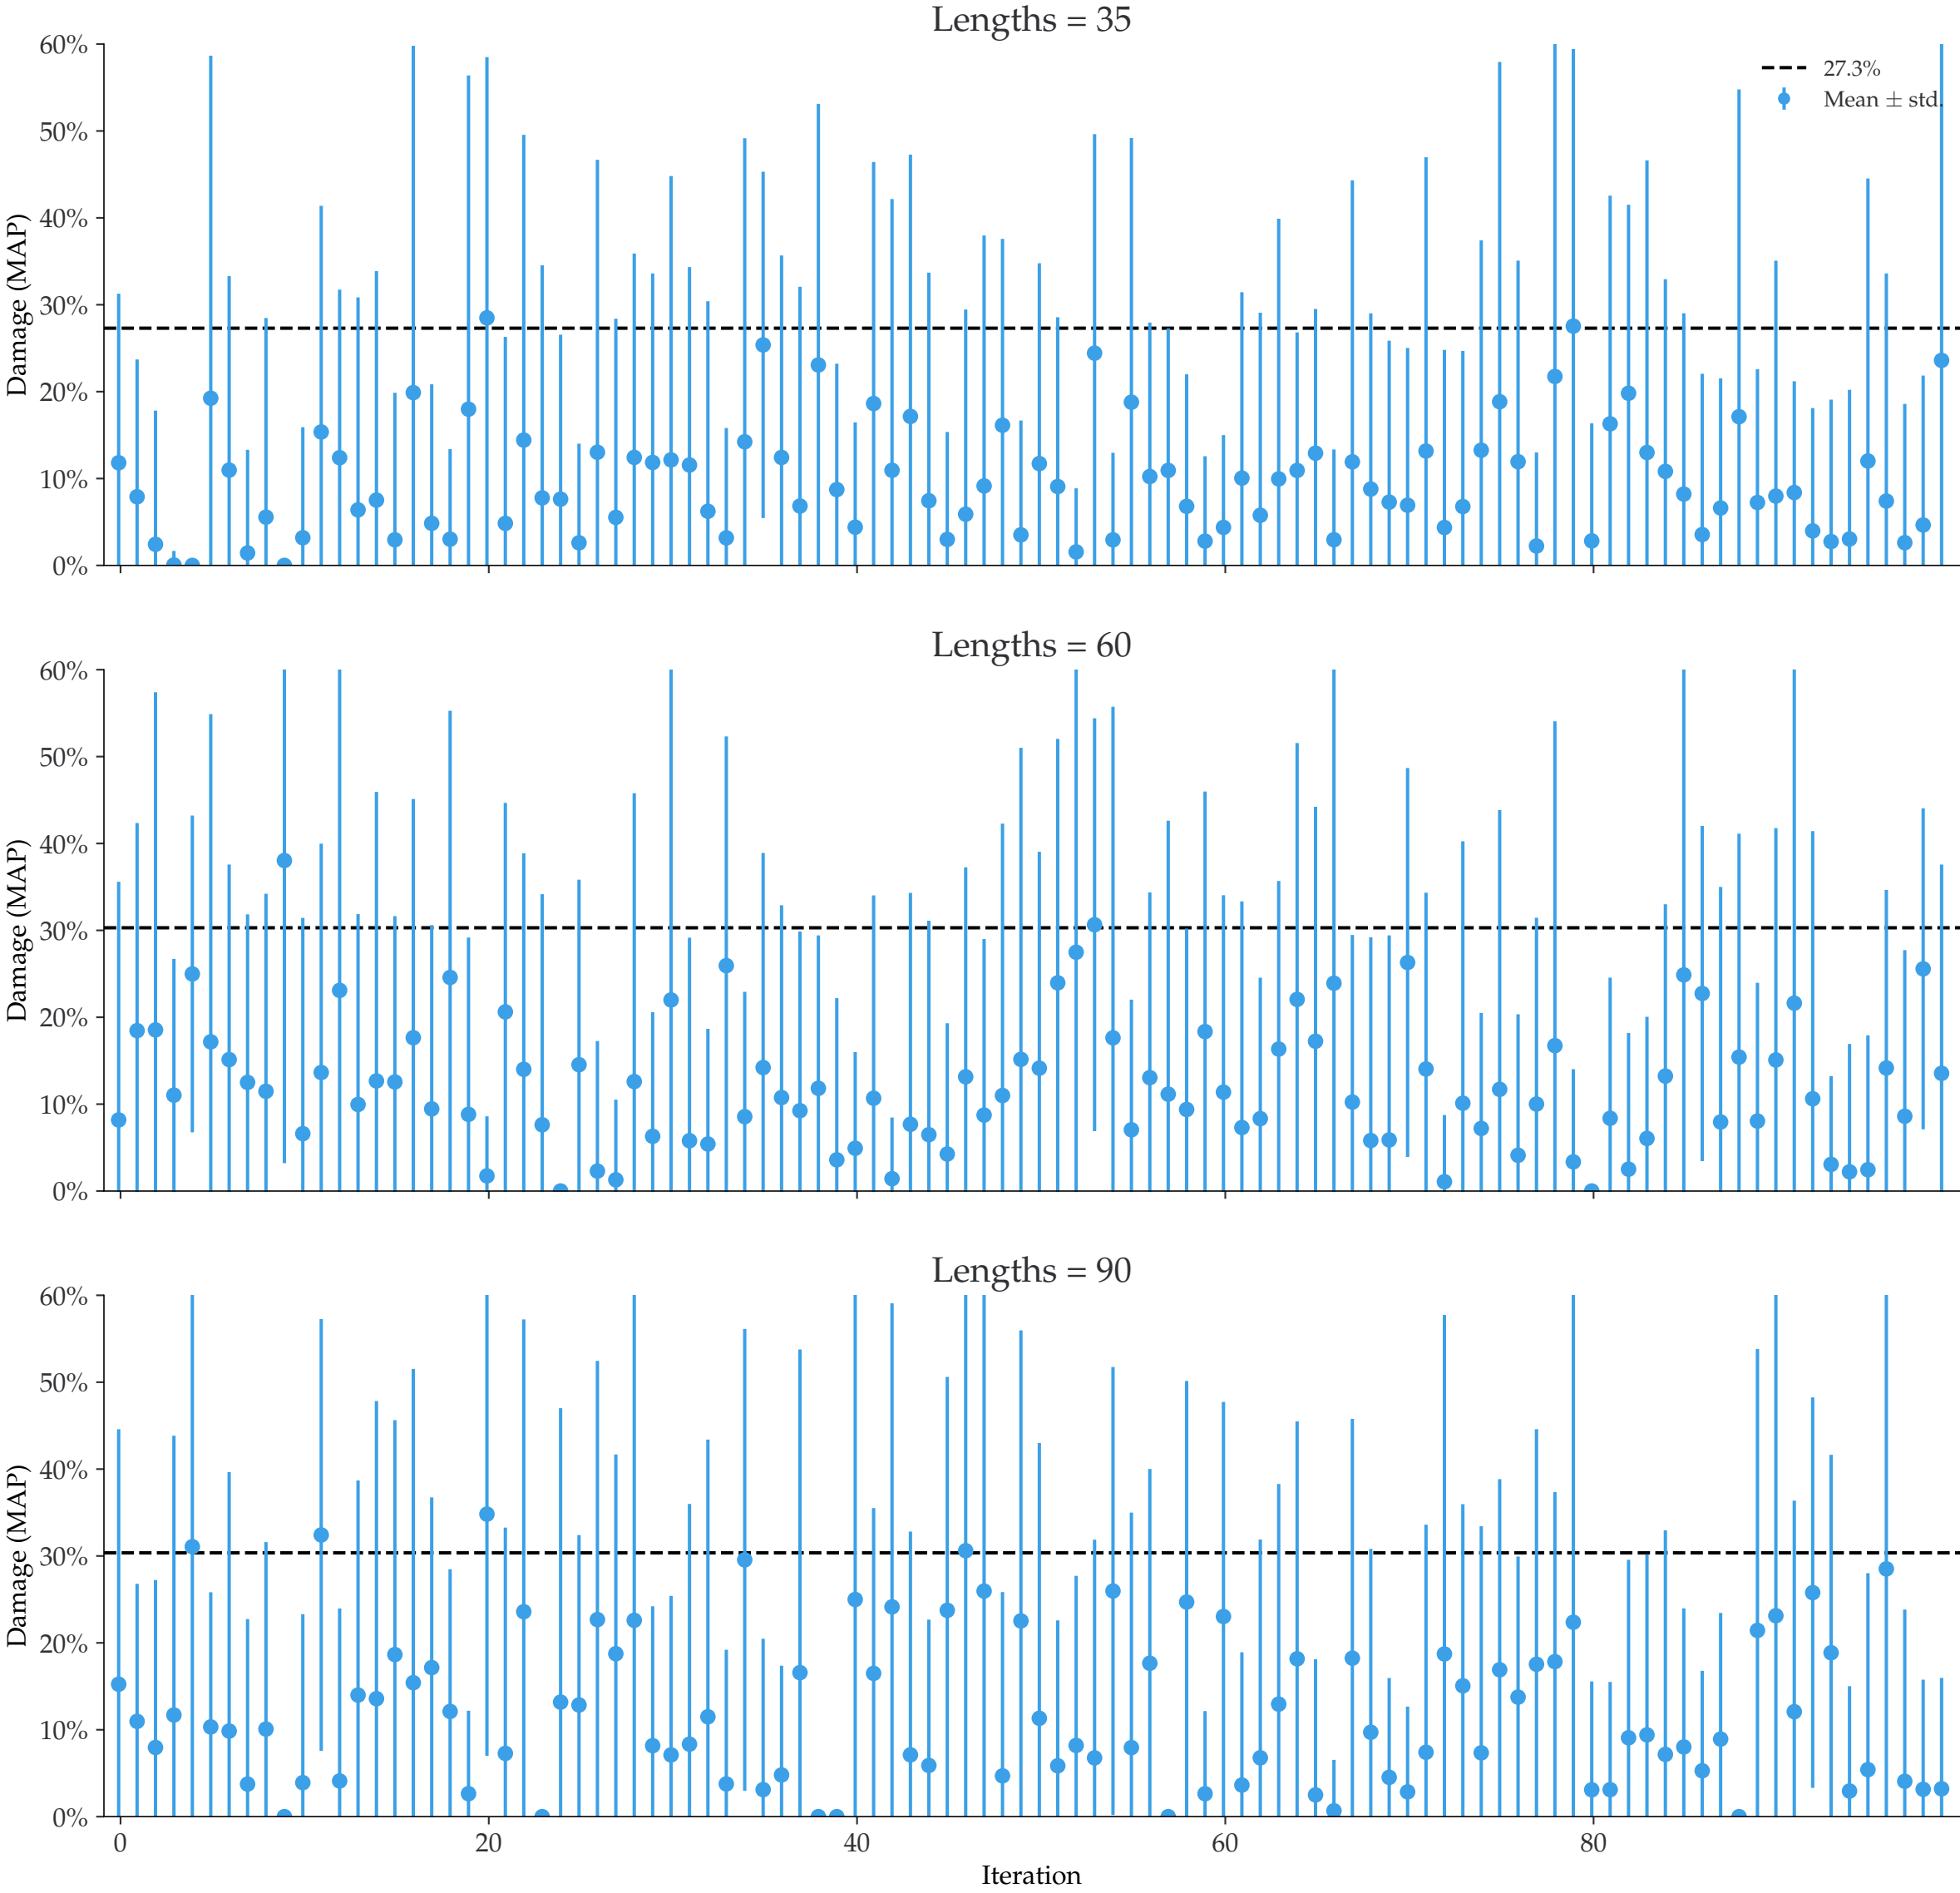 Lengths = 35
60%
50%
40%
30%
20%
10%
0%
Damage (MAP)
27.3%
Mean ± std.
Lengths = 60
60%
50%
40%
30%
20%
10%
0%
Damage (MAP)
Lengths = 90
60%
50%
40%
30%
20%
10%
0%
Damage (MAP)
0 20 40 60 80
Iteration